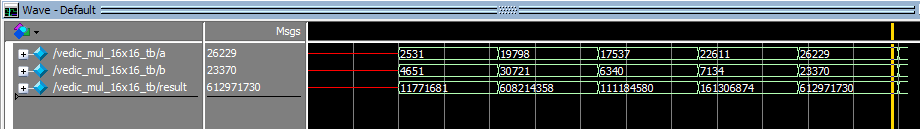 Wave - Default
Msgs
/vedic_mul_16x16_tb/a 26229 2531 19798 17537 22611 26229
/vedic_mul_16x16_tb/b 23370 4651 30721 6340 7134 23370
/vedic_mul_16x16_tb/result 612971730 11771681 608214358 111184580 161306874 612971730